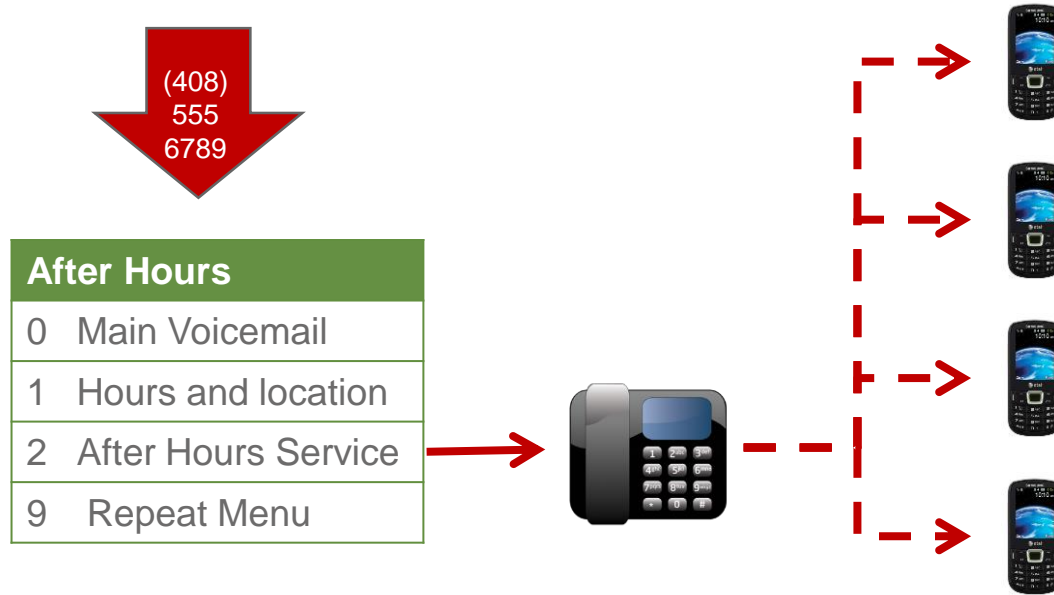 (408)
555
6789
After Hours
0 Main Voicemail
1 Hours and location
2 After Hours Service
9 Repeat Menu